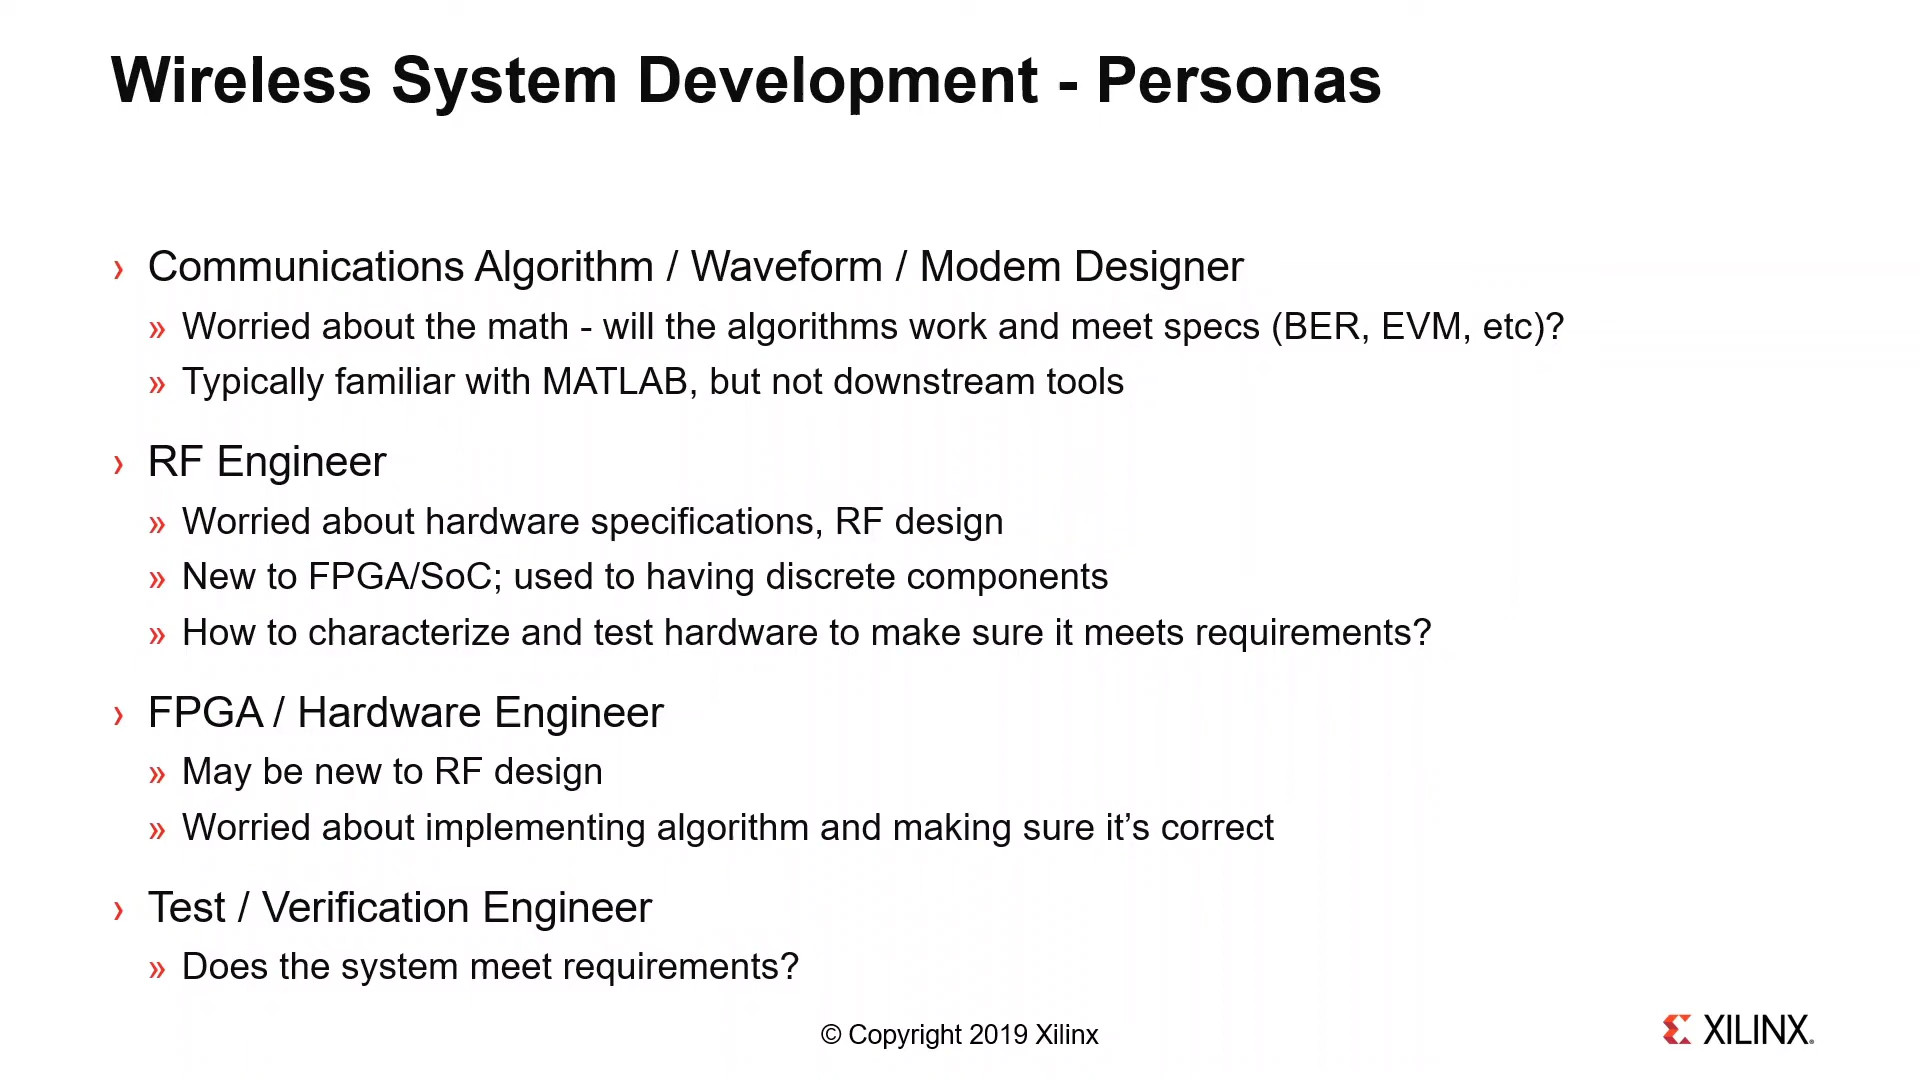 Wireless System Development - Personas
› Communications Algorithm / Waveform / Modem Designer
» Worried about the math - will the algorithms work and meet specs (BER, EVM, etc)?
» Typically familiar with MATLAB, but not downstream tools
› RF Engineer
» Worried about hardware specifications, RF design
» New to FPGA/SoC; used to having discrete components
» How to characterize and test hardware to make sure it meets requirements?
› FPGA / Hardware Engineer
» May be new to RF design
» Worried about implementing algorithm and making sure it’s correct
› Test / Verification Engineer
» Does the system meet requirements?
© Copyright 2019 Xilinx
XILINX.